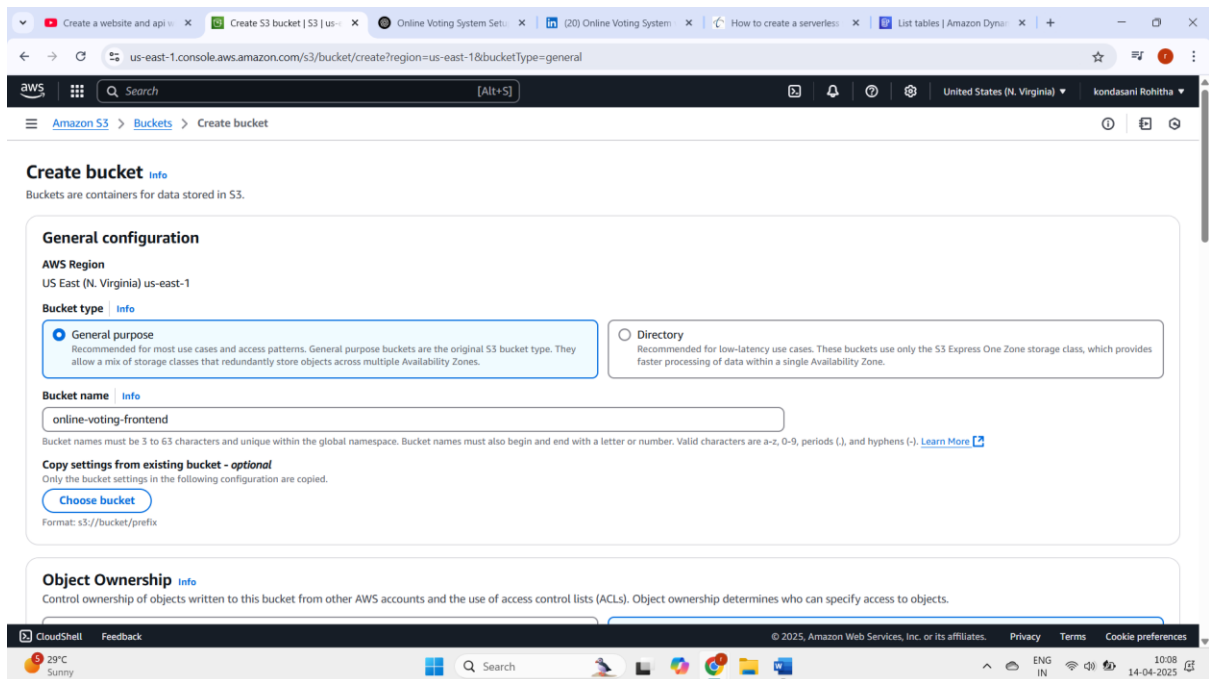 Create a website and api w
Create S3 bucket | S3 | us-e
Online Voting System Setu
(20) Online Voting System
How to create a serverless
List tables | Amazon Dynam
us-east-1.console.aws.amazon.com/s3/bucket/create?region=us-east-1&bucketType=general
aws
Search
[Alt+S]
United States (N. Virginia)
kondasani Rohitha
Amazon S3 > Buckets > Create bucket
Create bucket Info
Buckets are containers for data stored in S3.
General configuration
AWS Region
US East (N. Virginia) us-east-1
Bucket type Info
General purpose
Recommended for most use cases and access patterns. General purpose buckets are the original S3 bucket type. They
allow a mix of storage classes that redundantly store objects across multiple Availability Zones.
Directory
Recommended for low-latency use cases. These buckets use only the S3 Express One Zone storage class, which provides
faster processing of data within a single Availability Zone.
Bucket name Info
online-voting-frontend
Bucket names must be 3 to 63 characters and unique within the global namespace. Bucket names must also begin and end with a letter or number. Valid characters are a-z, 0-9, periods (.), and hyphens (-). Learn More
Copy settings from existing bucket - optional
Only the bucket settings in the following configuration are copied.
Choose bucket
Format: s3://bucket/prefix
Object Ownership Info
Control ownership of objects written to this bucket from other AWS accounts and the use of access control lists (ACLs). Object ownership determines who can specify access to objects.
CloudShell Feedback
© 2025, Amazon Web Services, Inc. or its affiliates. Privacy Terms Cookie preferences
5
29°C
Sunny
Search
ENG
IN
10:08
14-04-2025